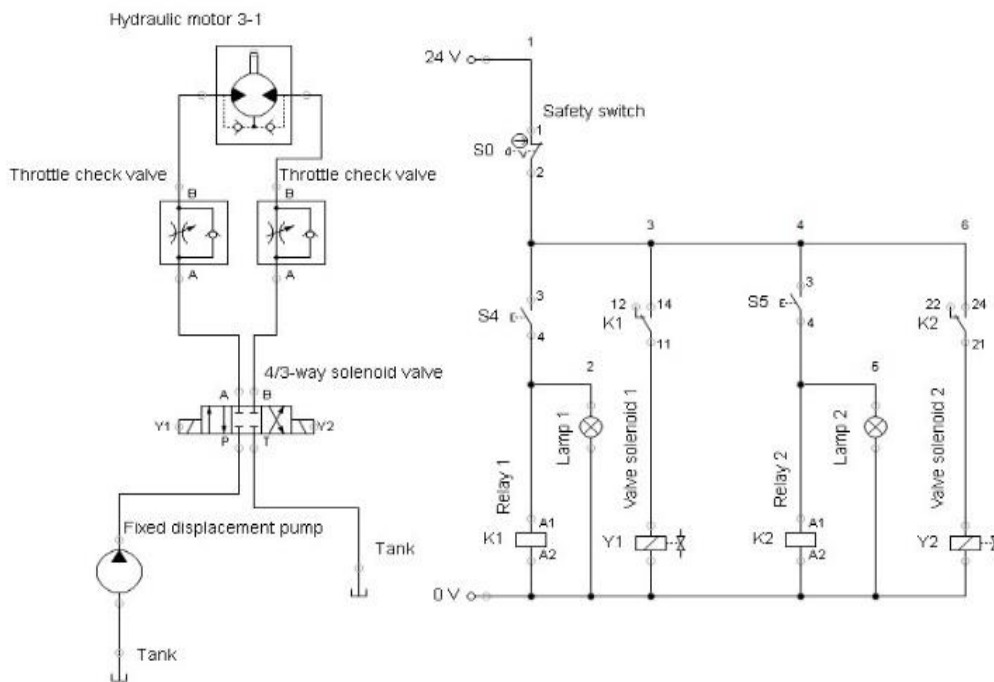 Hydraulic motor 3-1
Throttle check valve
Throttle check valve
B
B
A
A
4/3-way solenoid valve
A
B
Y1
Y2
P
T
Fixed displacement pump
Tank
Tank
1
24 V
Safety switch
1
S0
2
3
4
6
3
S4
4
12
14
K1
11
3
S5
4
22
24
K2
21
2
5
Relay 1
Lamp 1
Valve solenoid 1
Relay 2
Lamp 2
Valve solenoid 2
K1
A1
A2
Y1
K2
A1
A2
Y2
0 V